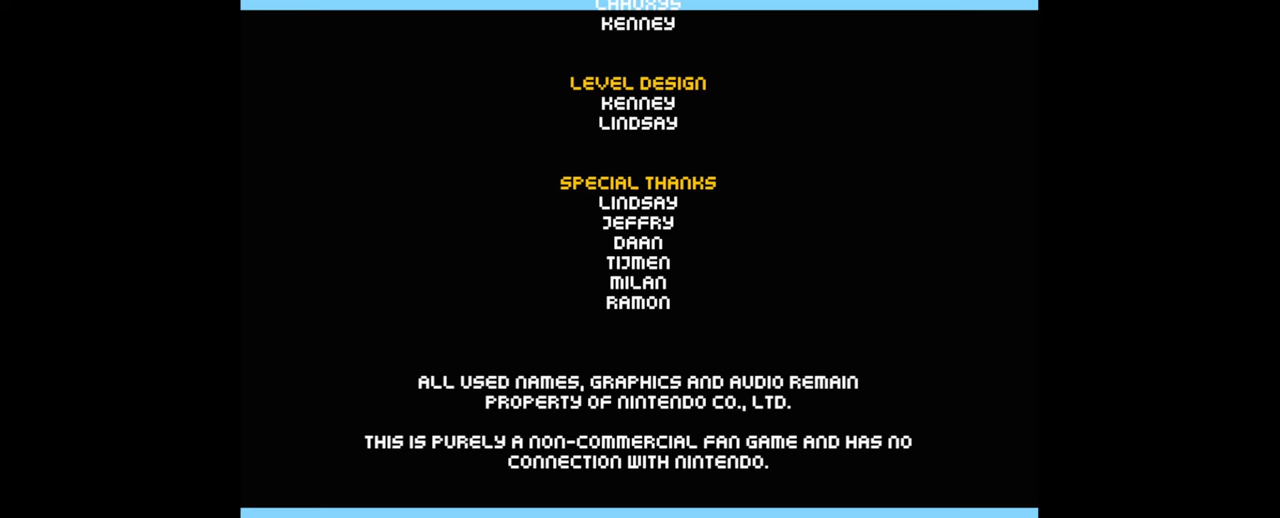 KENNEY
LEVEL DESIGN
KENNEY
LINDSAY
SPECIAL THANKS
LINDSAY
JEFFRY
DAAN
TIJMEN
MILAN
RAMON
ALL USED NAMES, GRAPHICS AND AUDIO REMAIN
PROPERTY OF NINTENDO CO., LTD.
THIS IS PURELY A NON-COMMERCIAL FAN GAME AND HAS NO
CONNECTION WITH NINTENDO.